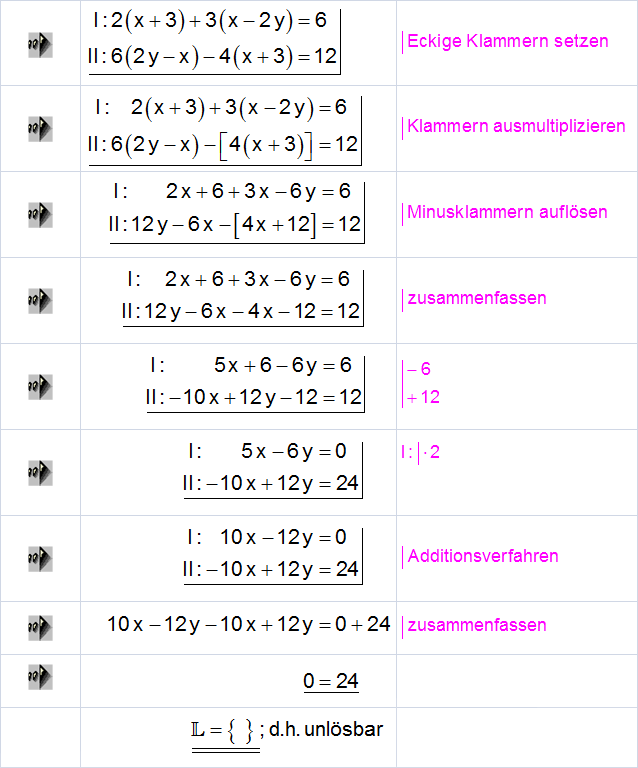 I : 2(x + 3) + 3(x − 2y) = 6
II : 6(2y − x) − 4(x + 3) = 12
|Eckige Klammern setzen
I : 2(x + 3) + 3(x − 2y) = 6
II : 6(2y − x) − [4(x + 3)] = 12
|Klammern ausmultiplizieren
I : 2x + 6 + 3x − 6y = 6
II : 12y − 6x − [4x + 12] = 12
|Minusklammern auflösen
I : 2x + 6 + 3x − 6y = 6
II : 12y − 6x − 4x − 12 = 12
|zusammenfassen
I : 5x + 6 − 6y = 6
II : −10x + 12y − 12 = 12
|− 6
|+ 12
I : 5x − 6y = 0
II : −10x + 12y = 24
I : |· 2
I : 10x − 12y = 0
II : −10x + 12y = 24
|Additionsverfahren
10x − 12y − 10x + 12y = 0 + 24
|zusammenfassen
0 = 24
𝕃 = { } ; d.h. unlösbar